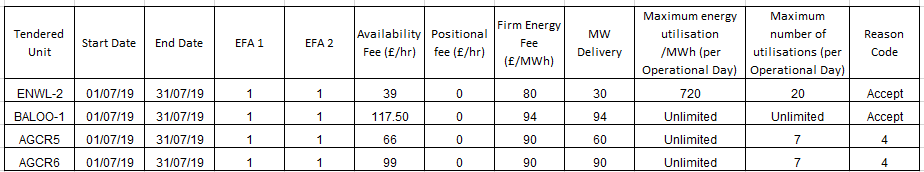 Tendered Unit Start Date End Date EFA 1 EFA 2 Availability Fee (£/hr) Positional fee (£/hr) Firm Energy Fee (£/MWh) MW Delivery Maximum energy utilisation /MWh (per Operational Day) Maximum number of utilisations (per Operational Day) Reason Code
ENWL-2 01/07/19 31/07/19 1 1 39 0 80 30 720 20 Accept
BALOO-1 01/07/19 31/07/19 1 1 117.50 0 94 94 Unlimited Unlimited Accept
AGCR5 01/07/19 31/07/19 1 1 66 0 90 60 Unlimited 7 4
AGCR6 01/07/19 31/07/19 1 1 99 0 90 90 Unlimited 7 4